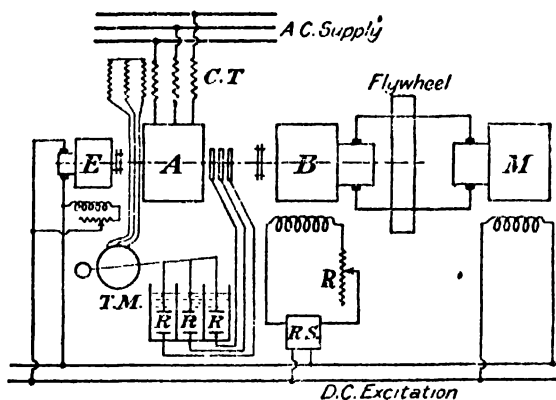 A.C. Supply
C.T
Flywheel
E
A
B
M
R
T.M.
R R R
R.S.
D.C. Excitation